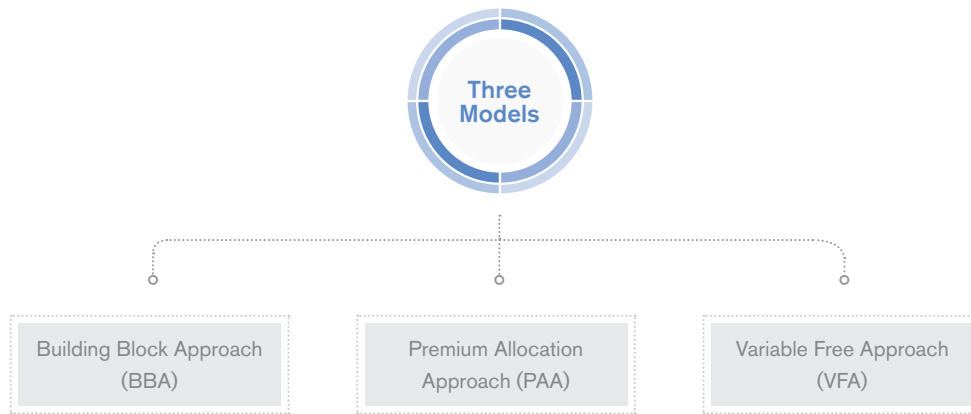 Three
Models
Building Block Approach
(BBA)
Premium Allocation
Approach (PAA)
Variable Free Approach
(VFA)